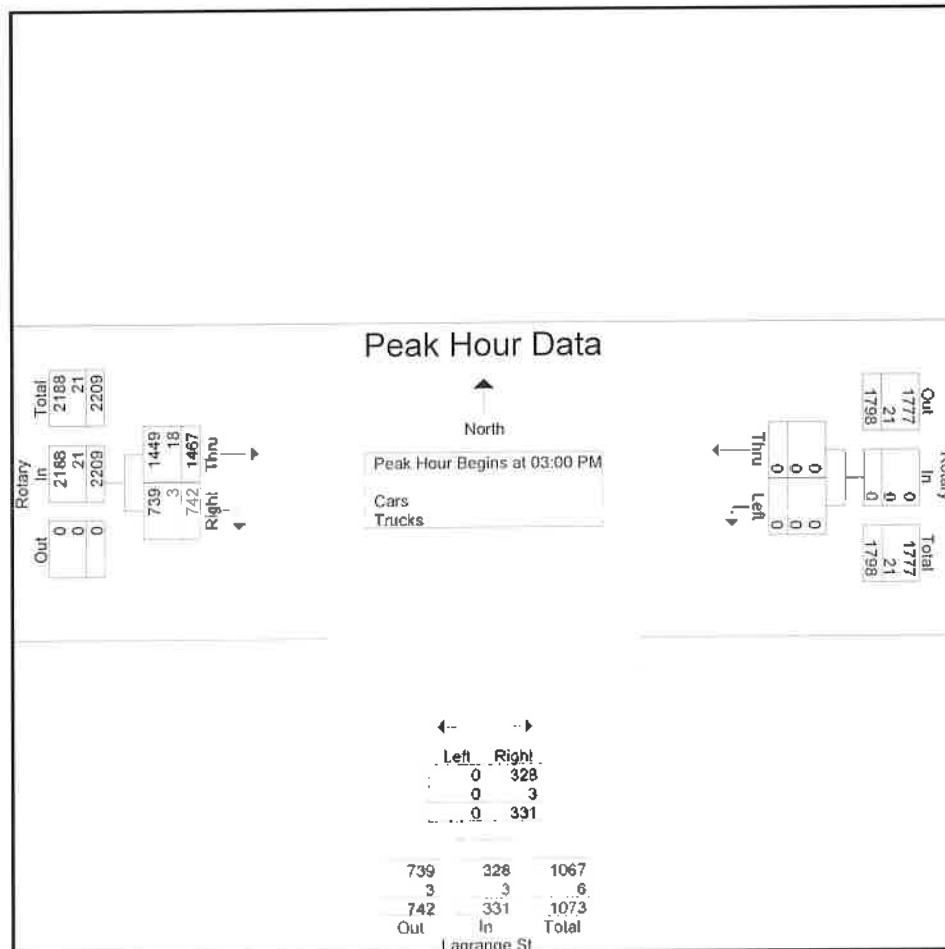 Peak Hour Data
North
Peak Hour Begins at 03:00 PM
Cars
Trucks
Rotary
Out In Total
0 2188 2188
0 21 21
0 2209 2209
Right Thru
739 1449
3 18
742 1467
Out In Total
1777 0 1777
21 0 21
1798 0 1798
Thru Left
0 0
0 0
0 0
Left Right
0 328
0 3
0 331
739 328 1067
3 3 6
742 331 1073
Out In Total
Lagrange St